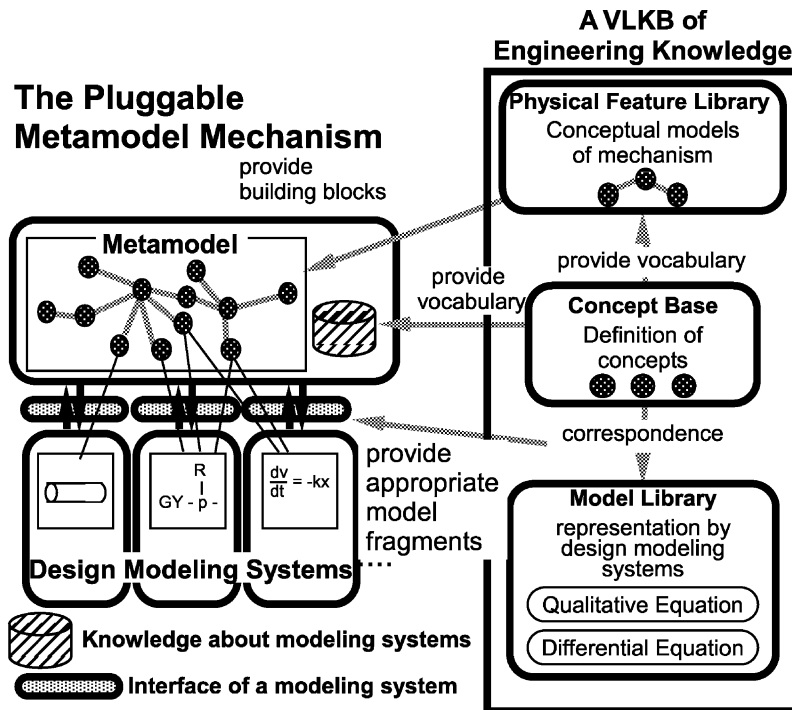 A VLKB of
Engineering Knowledge
The Pluggable
Metamodel Mechanism
provide
building blocks
Physical Feature Library
Conceptual models
of mechanism
Metamodel
provide
vocabulary
provide vocabulary
Concept Base
Definition of
concepts
correspondence
provide
appropriate
model
fragments
R
GY - p -
dv
dt = -kx
Design Modeling Systems
Model Library
representation by
design modeling
systems
Qualitative Equation
Differential Equation
Knowledge about modeling systems
Interface of a modeling system